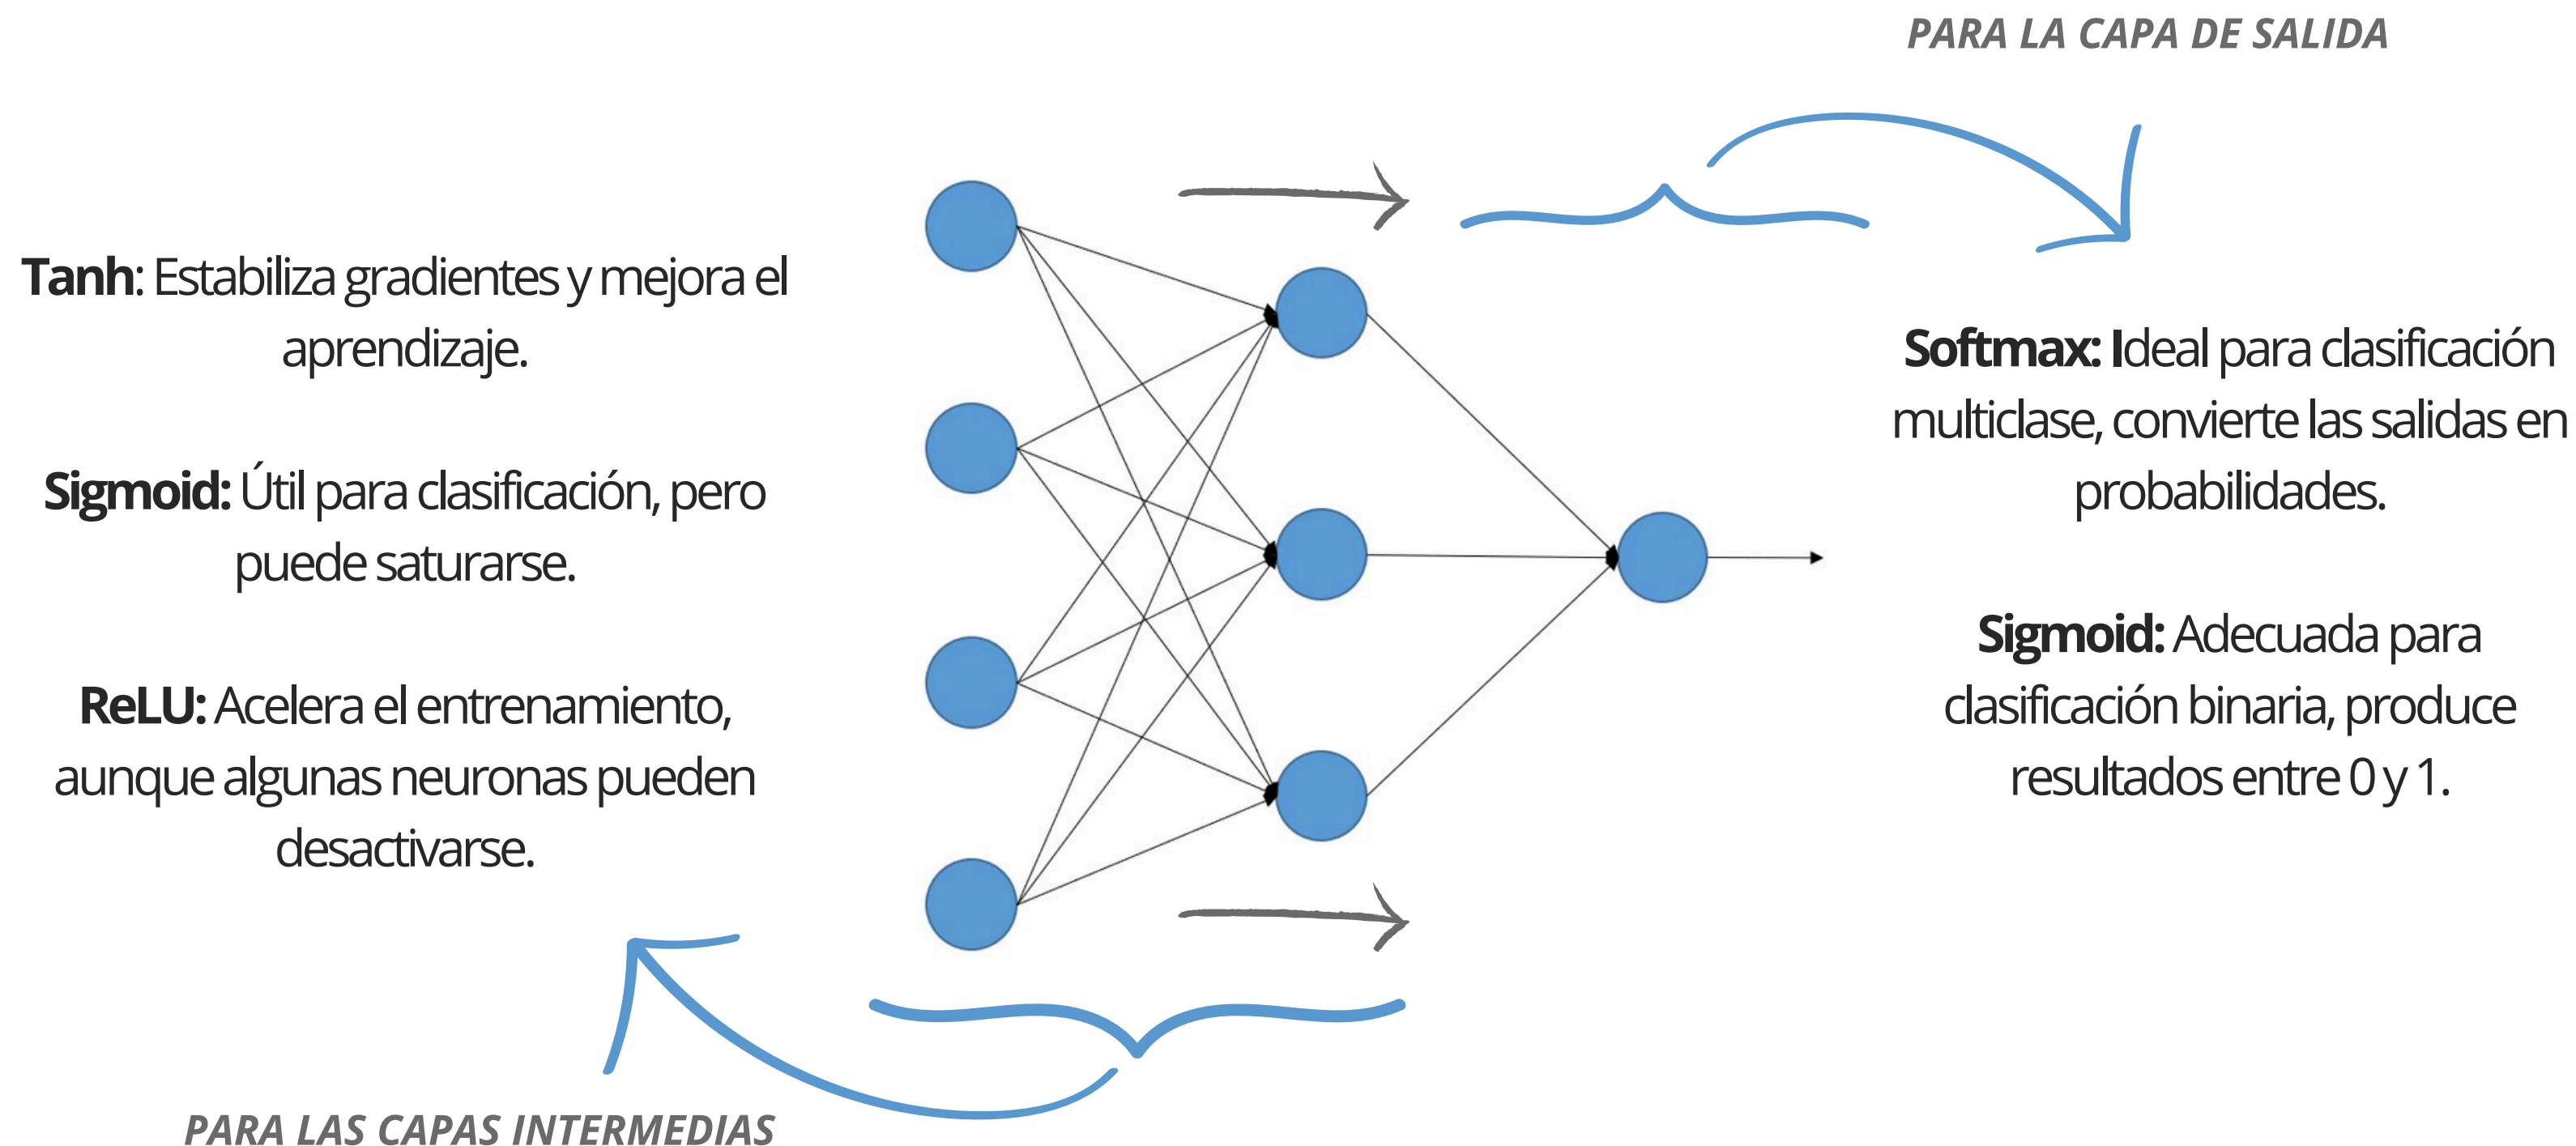 PARA LA CAPA DE SALIDA
Tanh: Estabiliza gradientes y mejora el
aprendizaje.
Sigmoid: Útil para clasificación, pero
puede saturarse.
ReLU: Acelera el entrenamiento,
aunque algunas neuronas pueden
desactivarse.
Softmax: Ideal para clasificación
multiclase, convierte las salidas en
probabilidades.
Sigmoid: Adecuada para
clasificación binaria, produce
resultados entre 0 y 1.
PARA LAS CAPAS INTERMEDIAS